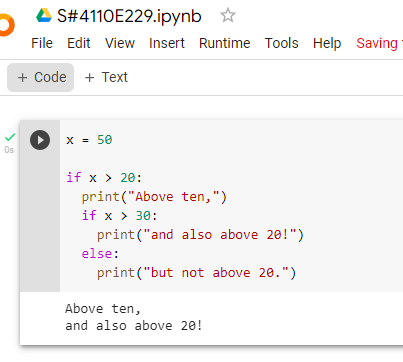 S#4110E229.ipynb
File Edit View Insert Runtime Tools Help Saving
+ Code + Text
0s
x = 50
if x > 20:
print("Above ten,")
if x > 30:
print("and also above 20!")
else:
print("but not above 20.")
Above ten,
and also above 20!